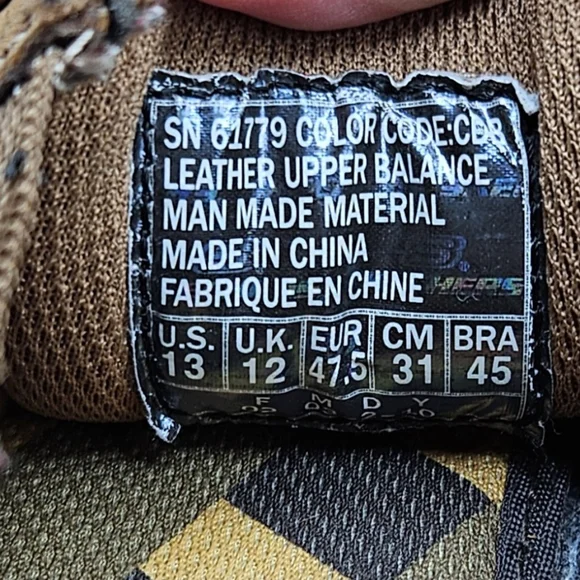 SN 61779 COLOR CODE:CDB
LEATHER UPPER BALANCE
MAN MADE MATERIAL
MADE IN CHINA
FABRIQUE EN CHINE
U.S. U.K. EUR CM BRA
13 12 47.5 31 45
F M D Y